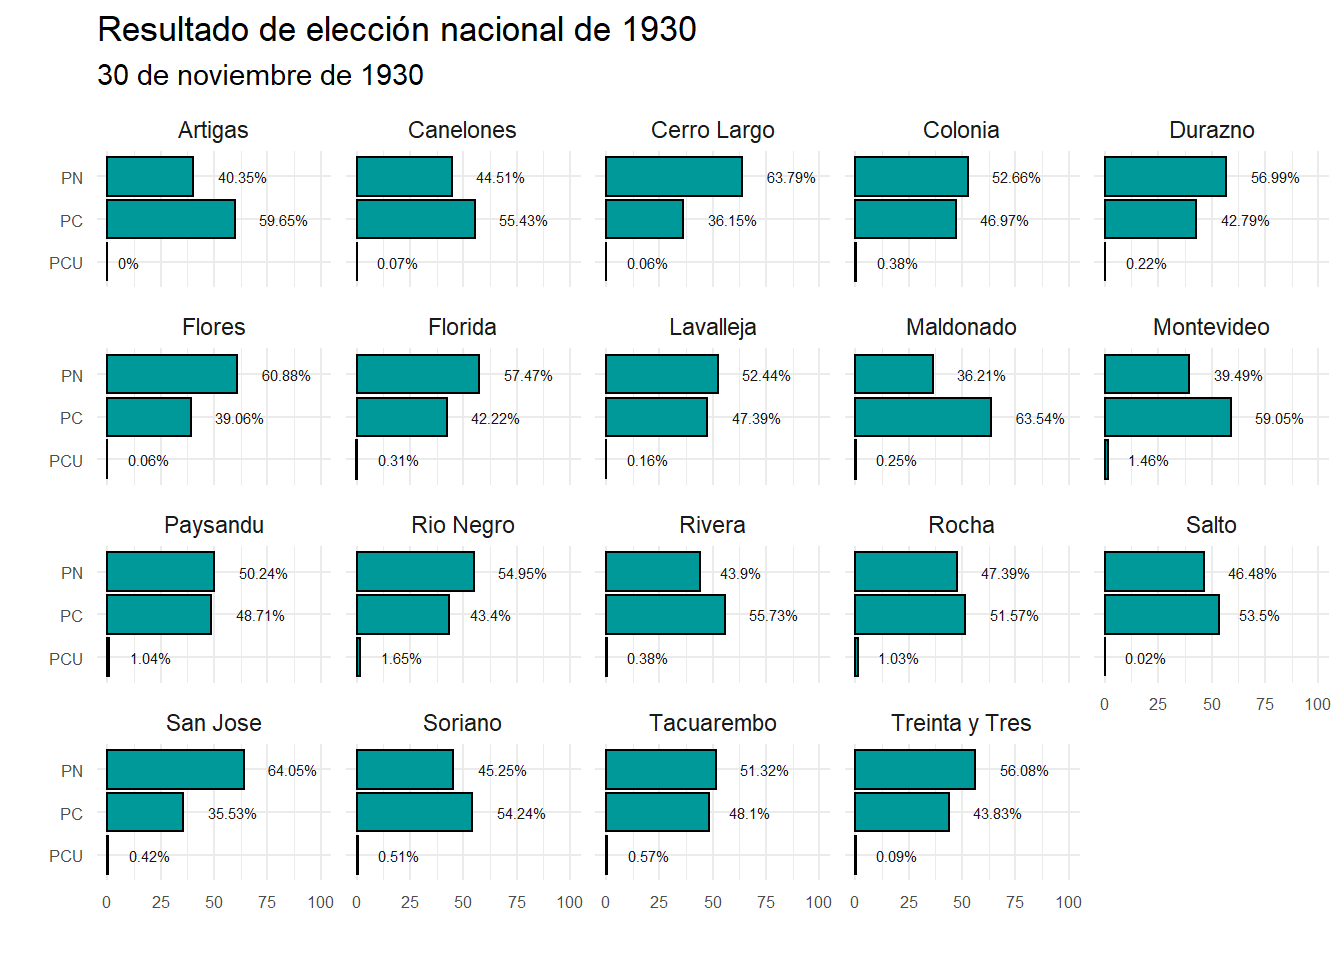 Resultado de elección nacional de 1930
30 de noviembre de 1930
Artigas Canelones Cerro Largo Colonia Durazno
PN 40.35% 44.51% 63.79% 52.66% 56.99%
PC 59.65% 55.43% 36.15% 46.97% 42.79%
PCU 0% 0.07% 0.06% 0.38% 0.22%
Flores Florida Lavalleja Maldonado Montevideo
PN 60.88% 57.47% 52.44% 36.21% 39.49%
PC 39.06% 42.22% 47.39% 63.54% 59.05%
PCU 0.06% 0.31% 0.16% 0.25% 1.46%
Paysandu Rio Negro Rivera Rocha Salto
PN 50.24% 54.95% 43.9% 47.39% 46.48%
PC 48.71% 43.4% 55.73% 51.57% 53.5%
PCU 1.04% 1.65% 0.38% 1.03% 0.02%
0 25 50 75 100
San Jose Soriano Tacuarembo Treinta y Tres
PN 64.05% 45.25% 51.32% 56.08%
PC 35.53% 54.24% 48.1% 43.83%
PCU 0.42% 0.51% 0.57% 0.09%
0 25 50 75 100 0 25 50 75 100 0 25 50 75 100 0 25 50 75 100